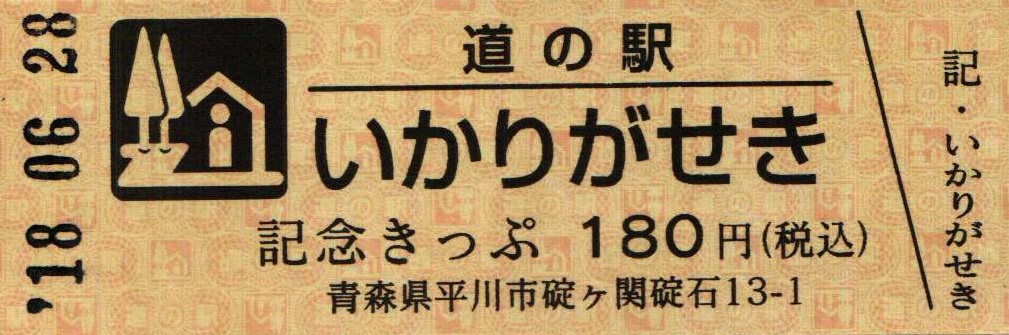 '18 06 28
道の駅
いかりがせき
記念きっぷ 180円(税込)
青森県平川市碇ヶ関碇石13-1
記・いかりがせき